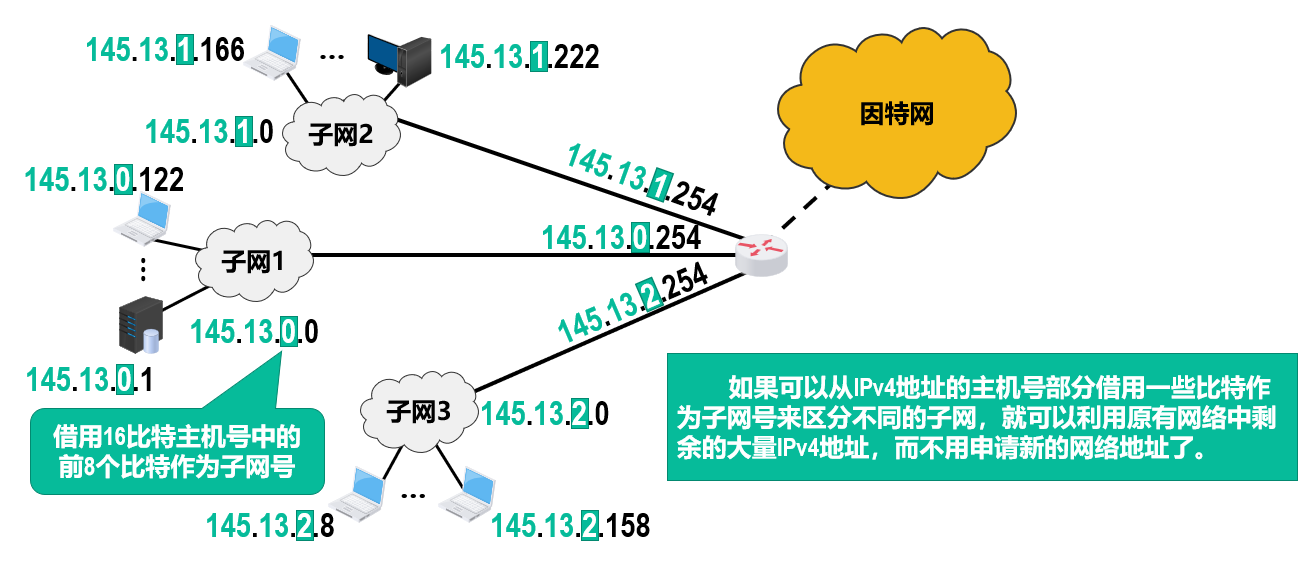 145.13.1.166
...
145.13.1.222
145.13.1.0
子网2
因特网
145.13.1.254
145.13.0.122
145.13.0.254
子网1
145.13.2.254
145.13.0.0
145.13.0.1
借用16比特主机号中的
前8个比特作为子网号
子网3
145.13.2.0
...
145.13.2.8
145.13.2.158
如果可以从IPv4地址的主机号部分借用一些比特作
为子网号来区分不同的子网，就可以利用原有网络中剩
余的大量IPv4地址，而不用申请新的网络地址了。